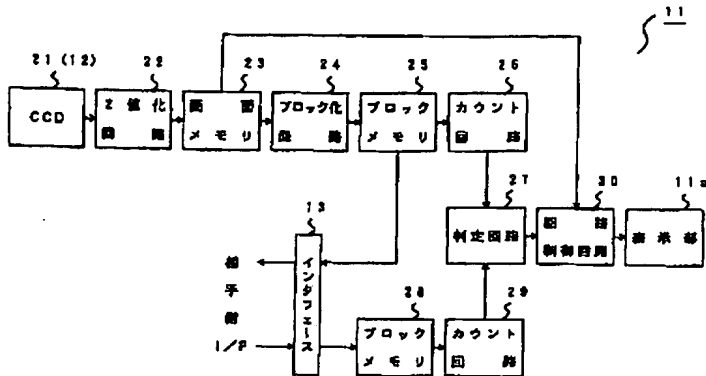 11
21(12)
22
23
24
25
26
CCD
2値化
回路
画面
メモリ
ブロック化
回路
ブロック
メモリ
カウント
回路
27
30
11a
判定回路
制御回路
表示部
13
インタフェース
相
手
側
I/F
28
29
ブロック
メモリ
カウント
回路